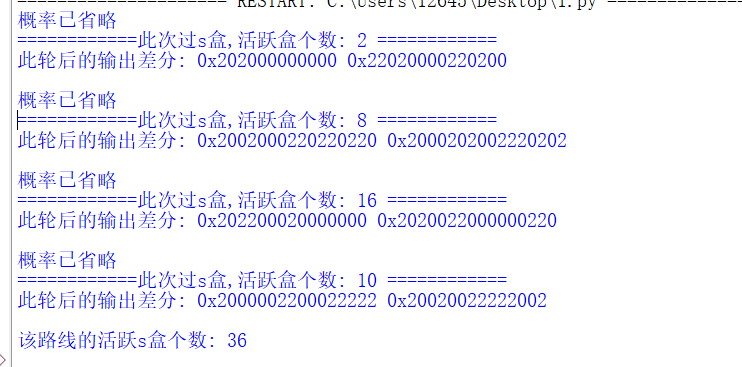 ===================== RESTART: C:\Users\12645\Desktop\1.py =============
概率已省略
============此次过s盒,活跃盒个数: 2 ============
此轮后的输出差分: 0x202000000000 0x22020000220200
概率已省略
============此次过s盒,活跃盒个数: 8 ============
此轮后的输出差分: 0x2002000220220220 0x2000202002220202
概率已省略
============此次过s盒,活跃盒个数: 16 ============
此轮后的输出差分: 0x202200020000000 0x2020022000000220
概率已省略
============此次过s盒,活跃盒个数: 10 ============
此轮后的输出差分: 0x2000002200022222 0x20020022222002
该路线的活跃s盒个数: 36